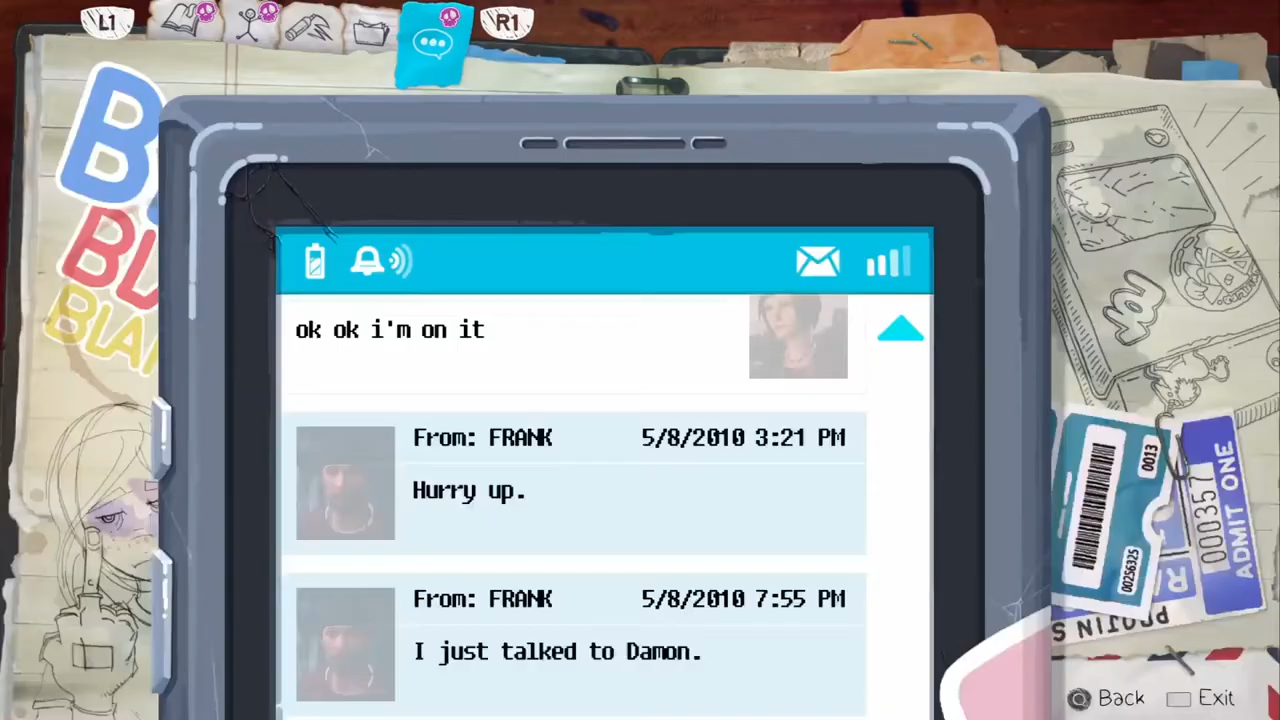 L1
R1
ok ok i'm on it
From: FRANK 5/8/2010 3:21 PM
Hurry up.
From: FRANK 5/8/2010 7:55 PM
I just talked to Damon.
0013
00256325
000357
ADMIT ONE
Back
Exit